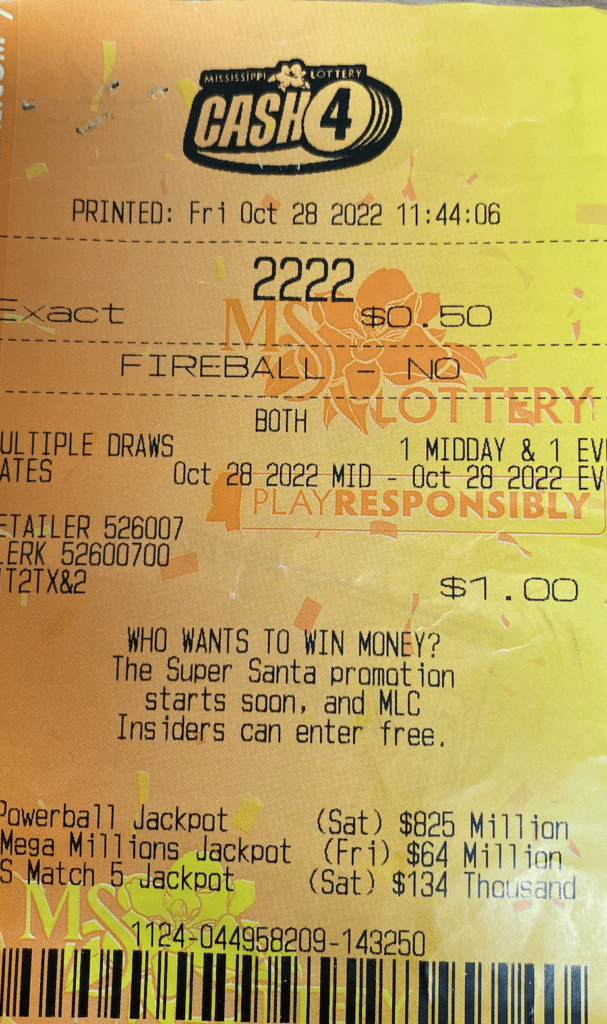 MISSISSIPPI LOTTERY
CASH 4
PRINTED: Fri Oct 28 2022 11:44:06
2222
Exact $0.50
FIREBALL - NO
MS LOTTERY
BOTH
ULTIPLE DRAWS 1 MIDDAY & 1 EV
ATES Oct 28 2022 MID - Oct 28 2022 EV
PLAYRESPONSIBLY
ETAILER 526007
LERK 52600700
T2TX&2 $1.00
WHO WANTS TO WIN MONEY?
The Super Santa promotion
starts soon, and MLC
Insiders can enter free.
Powerball Jackpot (Sat) $825 Million
Mega Millions Jackpot (Fri) $64 Million
S Match 5 Jackpot (Sat) $134 Thousand
MS
1124-044958209-143250